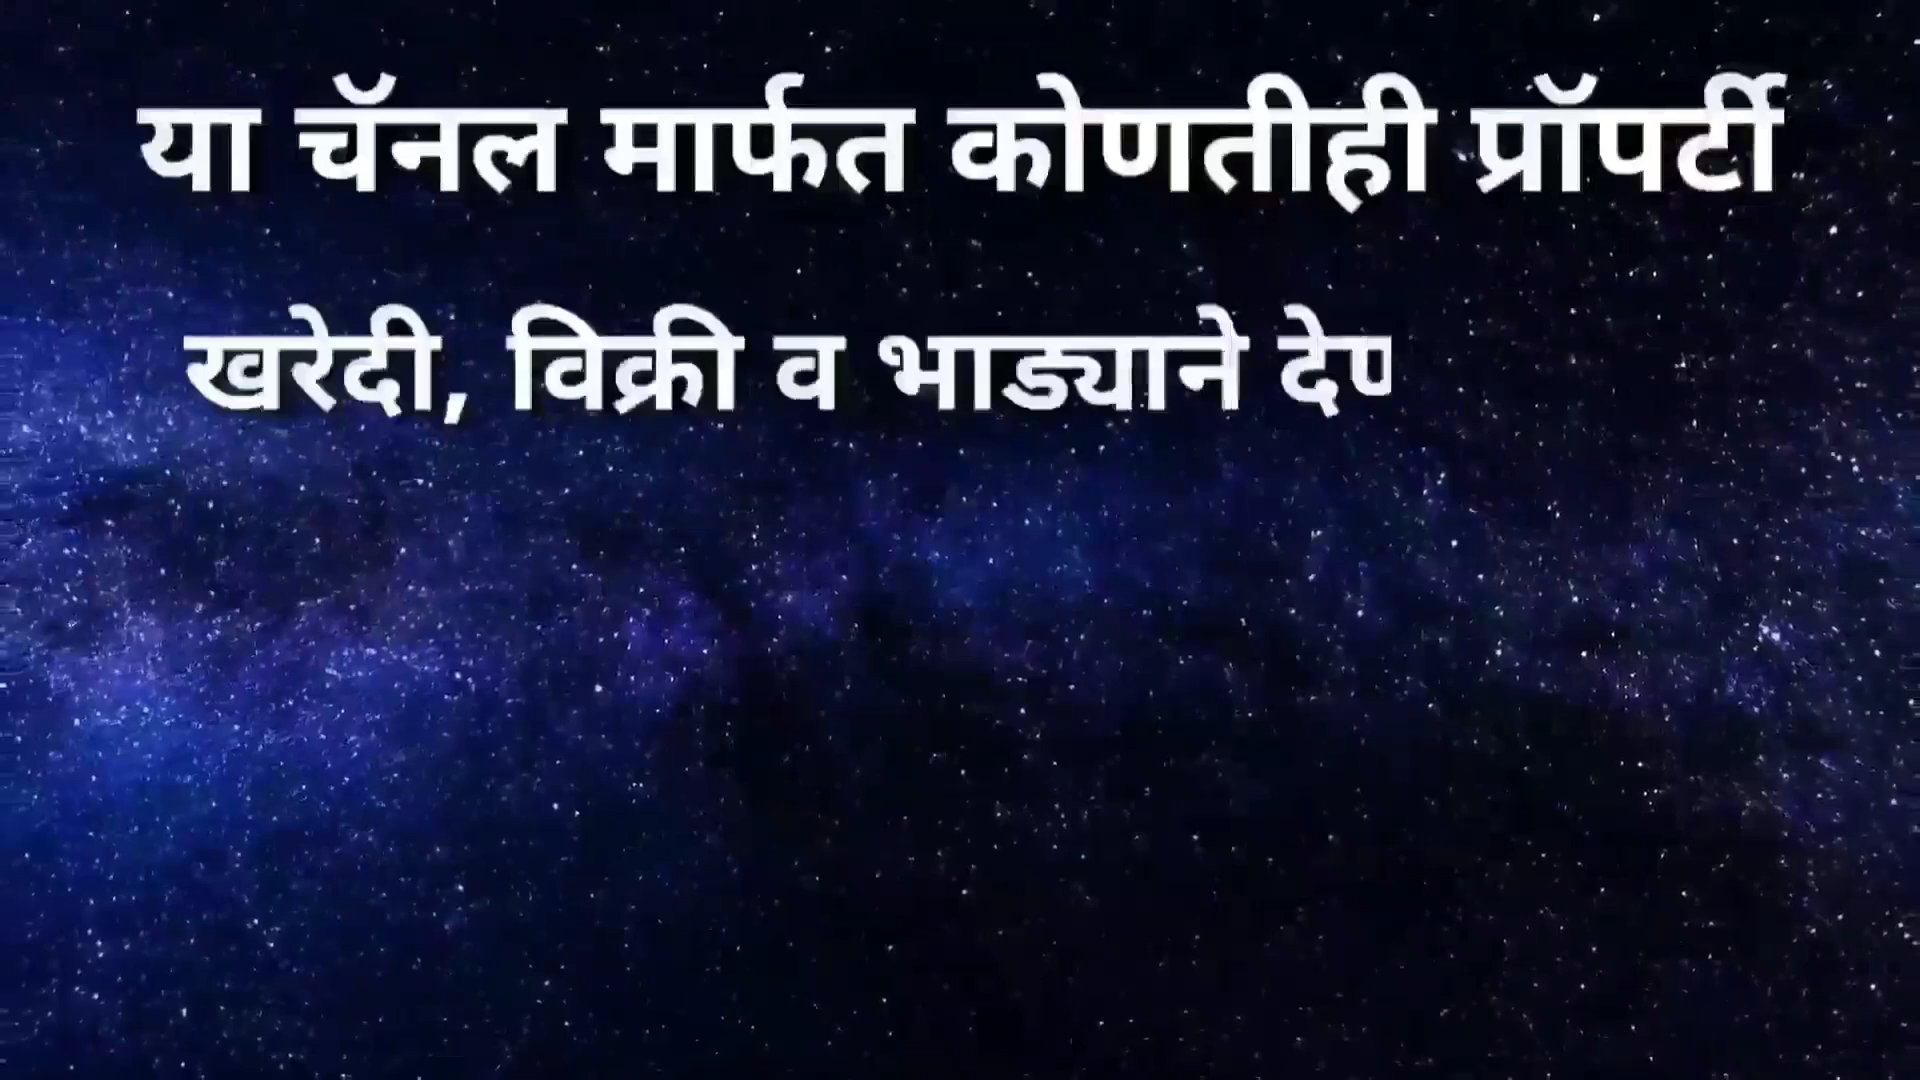 या चॅनल मार्फत कोणतीही प्रॉपर्टी
खरेदी, विक्री व भाड्याने